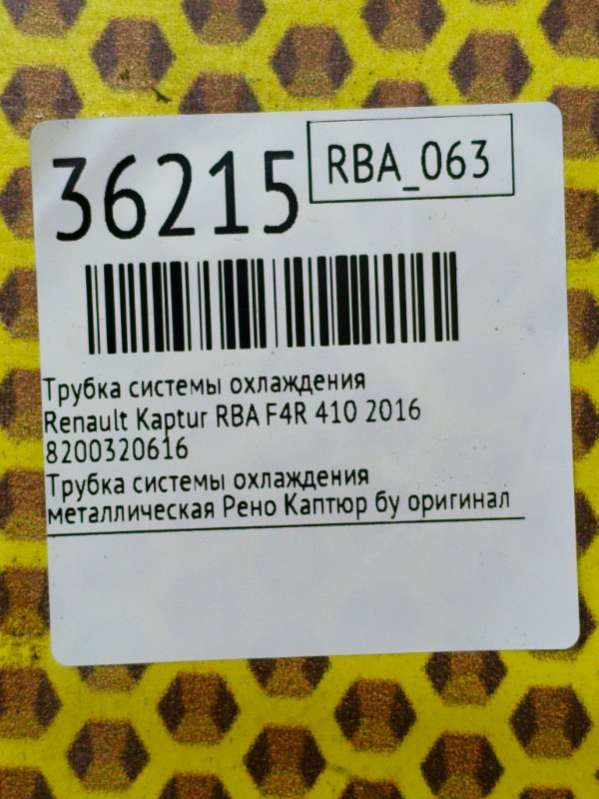 36215
RBA_063
Трубка системы охлаждения
Renault Kaptur RBA F4R 410 2016
8200320616
Трубка системы охлаждения
металлическая Рено Каптюр бу оригинал